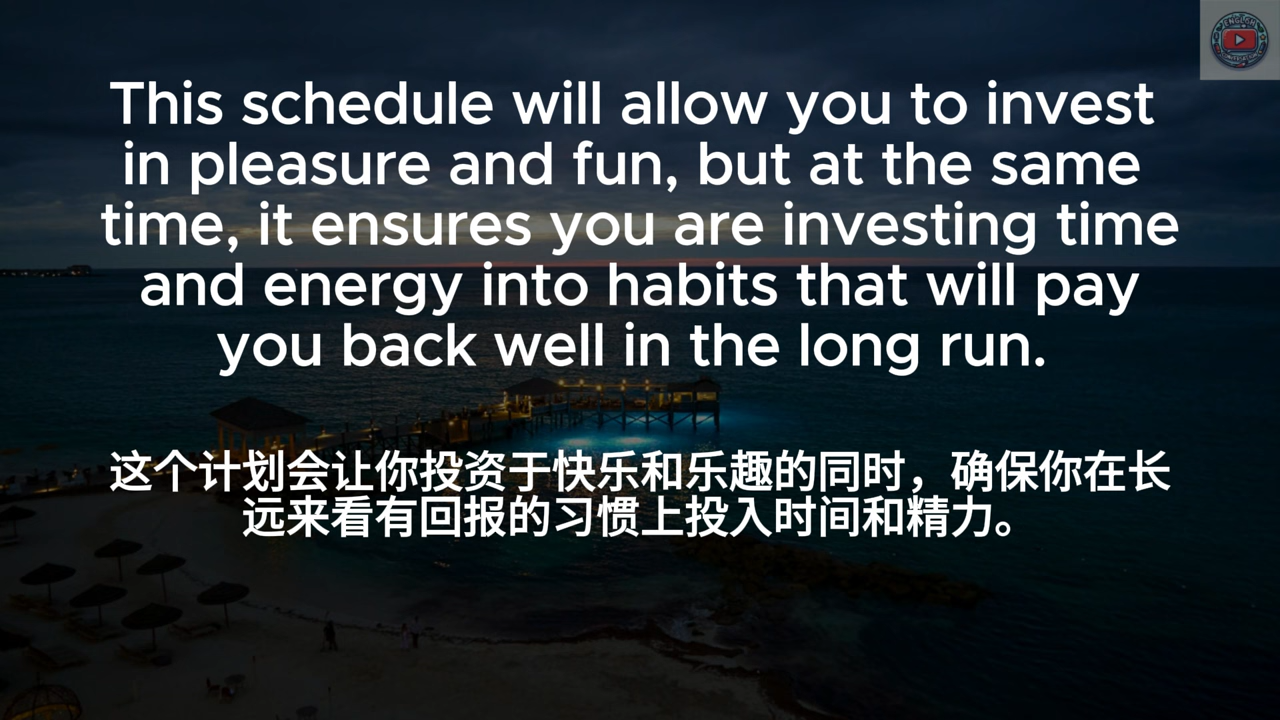 This schedule will allow you to invest
in pleasure and fun, but at the same
time, it ensures you are investing time
and energy into habits that will pay
you back well in the long run.
这个计划会让你投资于快乐和乐趣的同时，确保你在长
远来看有回报的习惯上投入时间和精力。